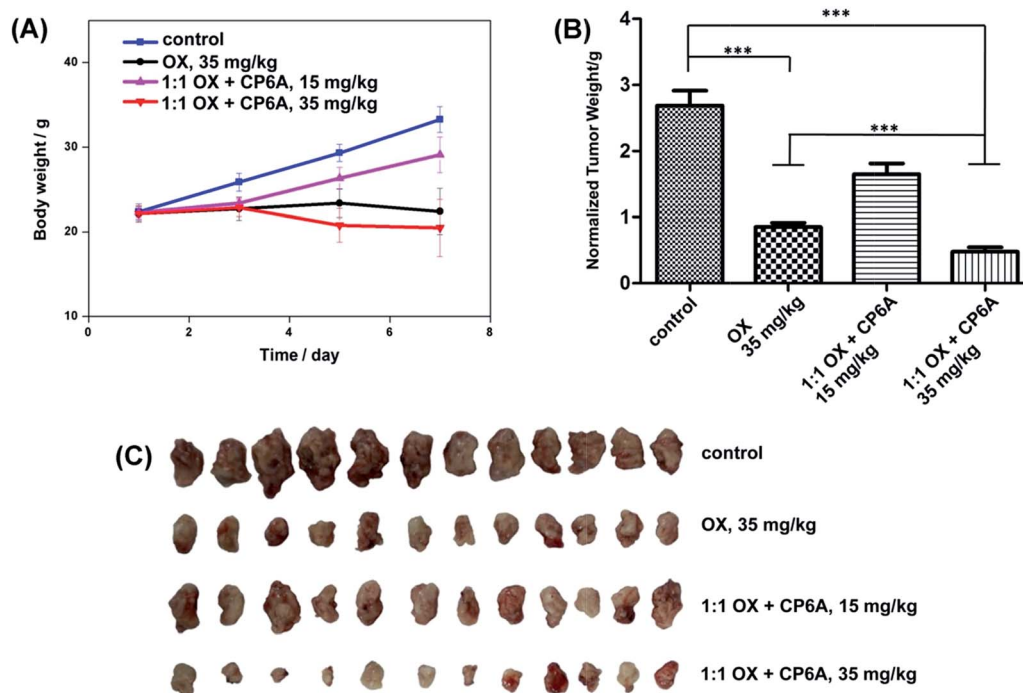 (A)
control
OX, 35 mg/kg
1:1 OX + CP6A, 15 mg/kg
1:1 OX + CP6A, 35 mg/kg
Body weight / g
40
30
20
10
0
2
4
6
8
Time / day
(B)
***
***
***
Normalized Tumor Weight/g
4
3
2
1
0
control
OX
35 mg/kg
1:1 OX + CP6A
15 mg/kg
1:1 OX + CP6A
35 mg/kg
(C)
control
OX, 35 mg/kg
1:1 OX + CP6A, 15 mg/kg
1:1 OX + CP6A, 35 mg/kg